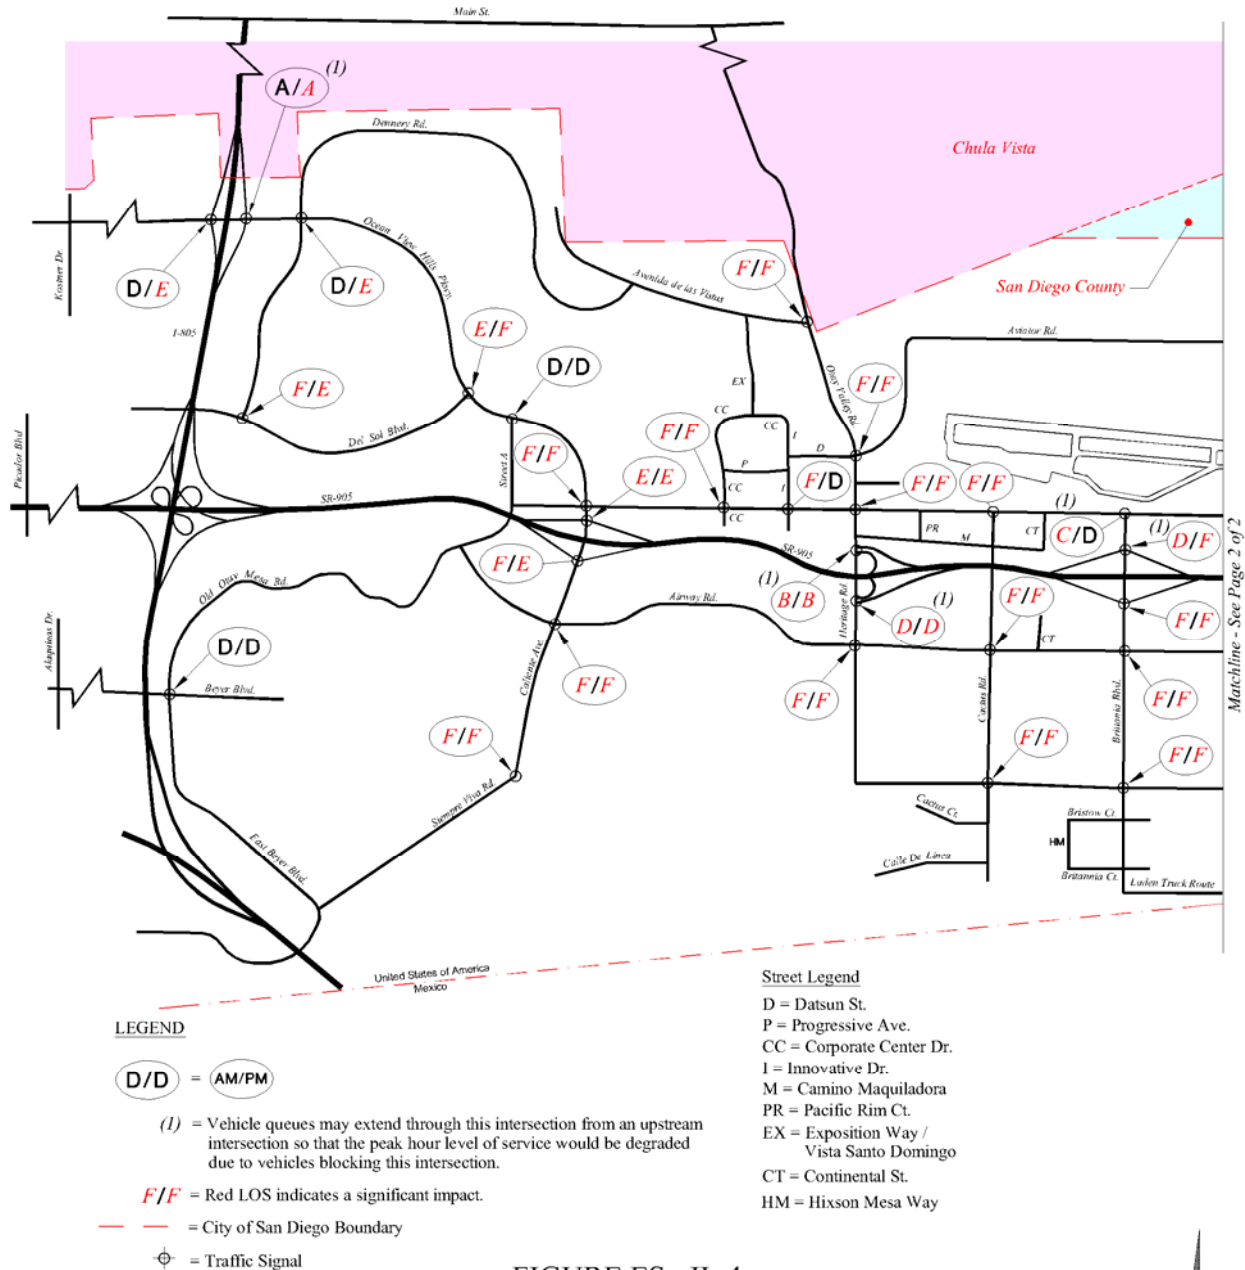 Main St.
(1)
A/A
Dennery Rd.
Chula Vista
Kostner Dr
Ocean View Hills Pkwy.
F/F
Avenida de las Vistas
San Diego County
D/E
D/E
I-805
E/F
Aviator Rd.
D/D
Otay Valley Rd
EX
F/F
F/E
CC
CC
I
Del Sol Blvd.
F/F
D
Picador Blvd
F/F
P
Street A
E/E
F/D
F/F
F/F
CC
I
SR-905
CC
(1)
PR
CT
C/D
(1)
M
D/F
SR-905
F/E
(1)
B/B
F/F
Old Otay Mesa Rd.
Airway Rd.
(1)
D/D
F/F
Heritage Rd.
CT
D/D
Caliente Ave.
Beyer Blvd.
F/F
F/F
Cactus Rd.
Britannia Blvd.
F/F
F/F
F/F
F/F
Siempre Viva Rd.
Cactus Ct.
Bristow Ct.
HM
East Beyer Blvd.
Calle De Linea
Britannia Ct.
Laden Truck Route
Matchline - See Page 2 of 2
United States of America
Mexico
LEGEND
D/D = AM/PM
(1) = Vehicle queues may extend through this intersection from an upstream
intersection so that the peak hour level of service would be degraded
due to vehicles blocking this intersection.
F/F = Red LOS indicates a significant impact.
= City of San Diego Boundary
= Traffic Signal
Street Legend
D = Datsun St.
P = Progressive Ave.
CC = Corporate Center Dr.
I = Innovative Dr.
M = Camino Maquiladora
PR = Pacific Rim Ct.
EX = Exposition Way /
Vista Santo Domingo
CT = Continental St.
HM = Hixson Mesa Way